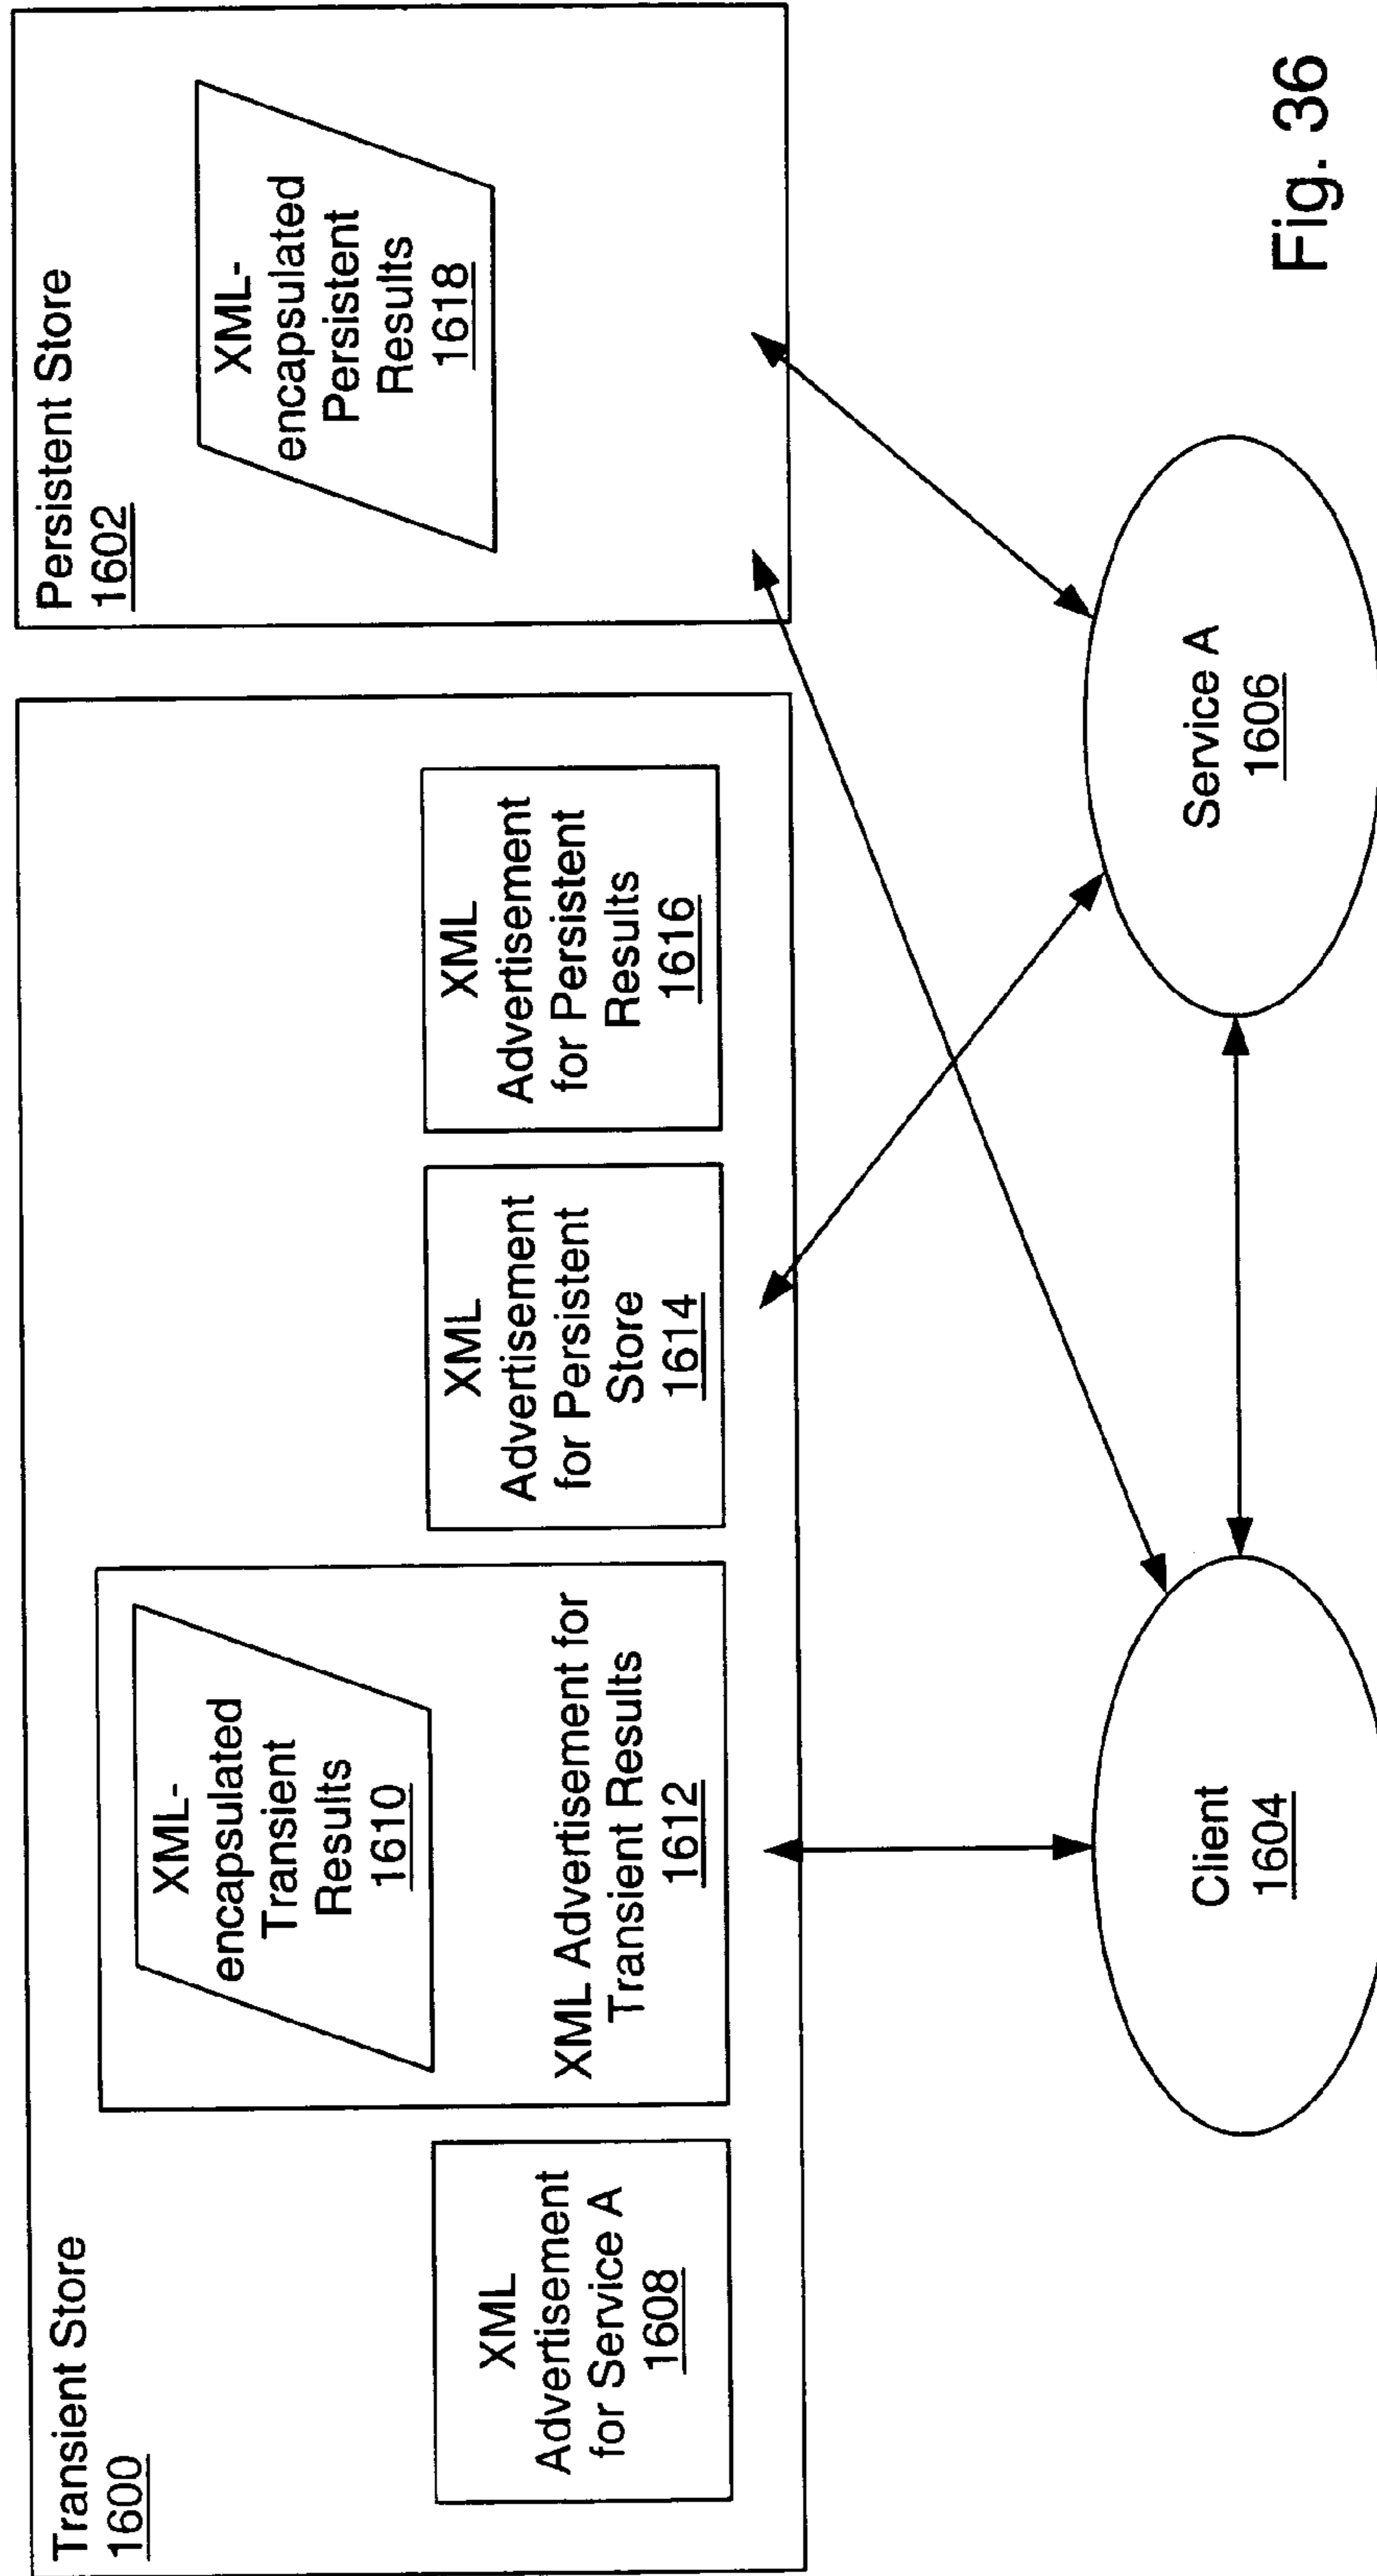 Transient Store
1600
XML
Advertisement
for Service A
1608
XML-
encapsulated
Transient
Results
1610
XML Advertisement for
Transient Results
1612
XML
Advertisement
for Persistent
Store
1614
XML
Advertisement
for Persistent
Results
1616
Persistent Store
1602
XML-
encapsulated
Persistent
Results
1618
Client
1604
Service A
1606
Fig. 36